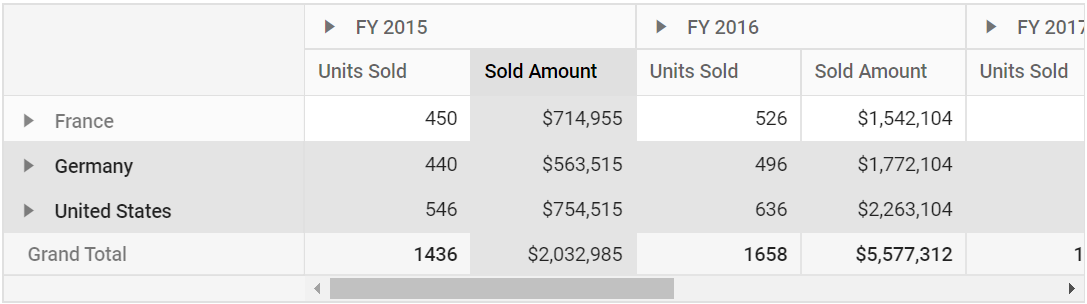 FY 2015 FY 2016 FY 2017
Units Sold Sold Amount Units Sold Sold Amount Units Sold
France 450 $714,955 526 $1,542,104
Germany 440 $563,515 496 $1,772,104
United States 546 $754,515 636 $2,263,104
Grand Total 1436 $2,032,985 1658 $5,577,312 1